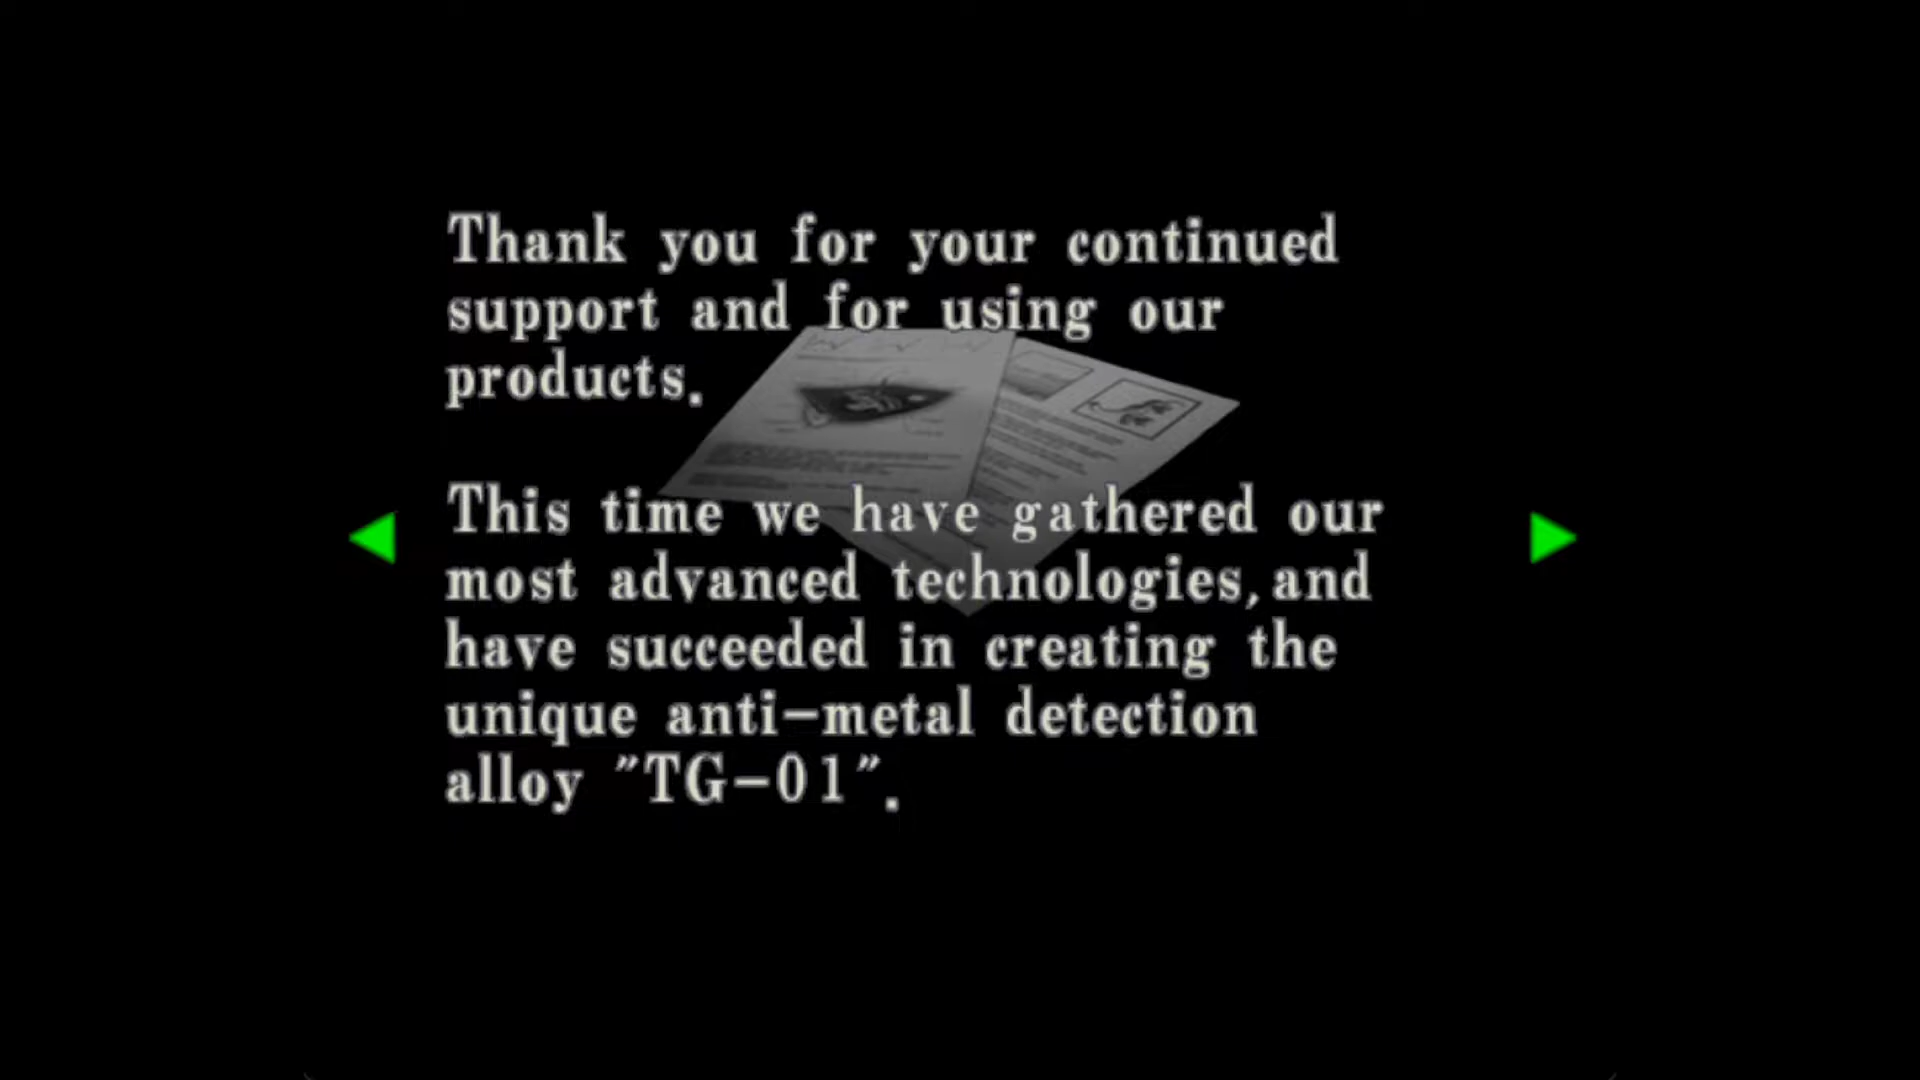 Thank you for your continued
support and for using our
products.
This time we have gathered our
most advanced technologies,and
have succeeded in creating the
unique anti-metal detection
alloy "TG-01".